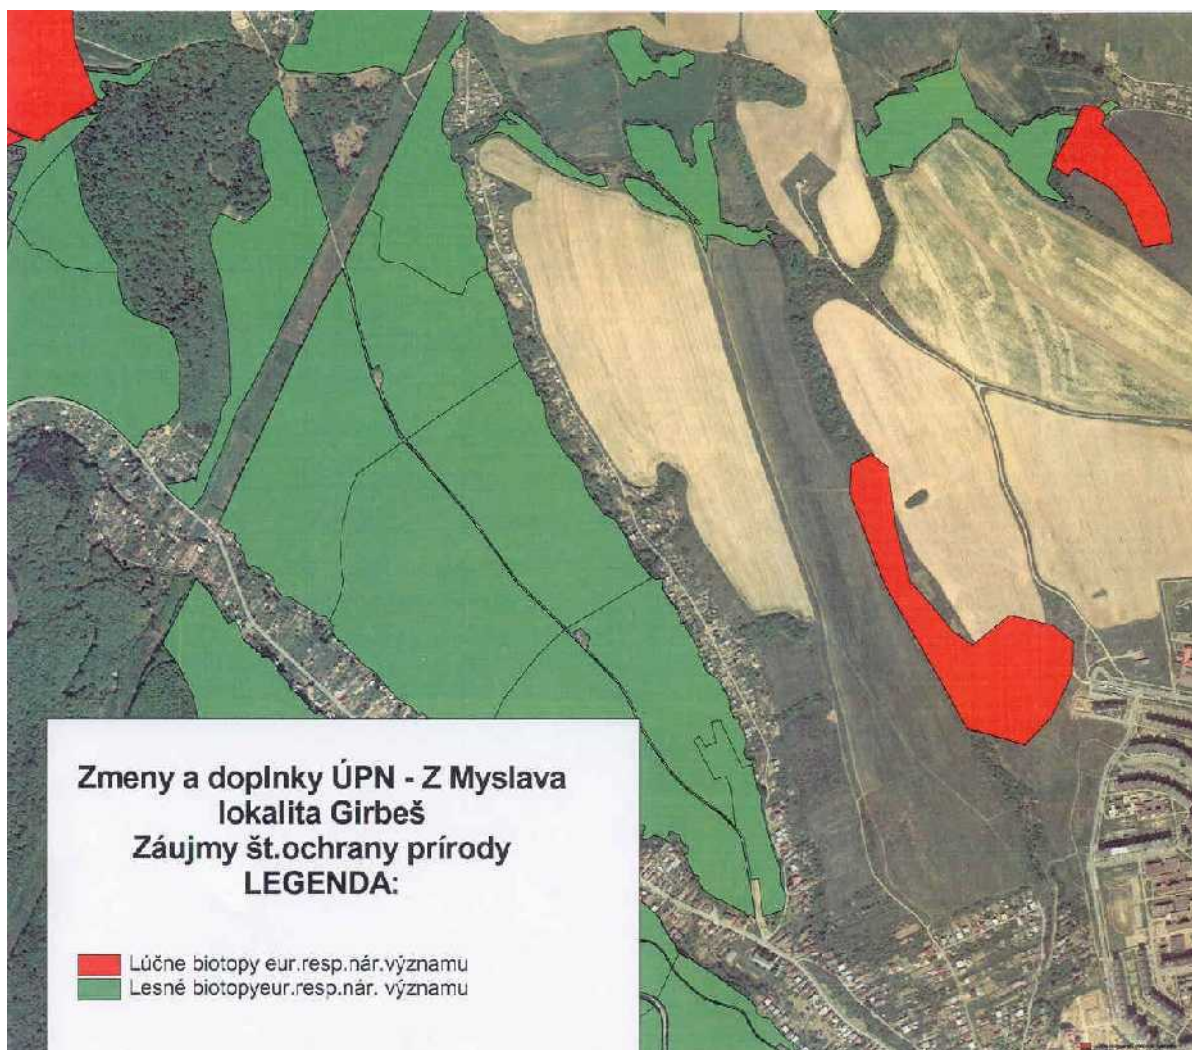 Zmeny a doplnky ÚPN - Z Myslava
lokalita Girbeš
Záujmy št.ochrany prírody
LEGENDA:
Lúčne biotopy eur.resp.nár.významu
Lesné biotopyeur.resp.nár. významu